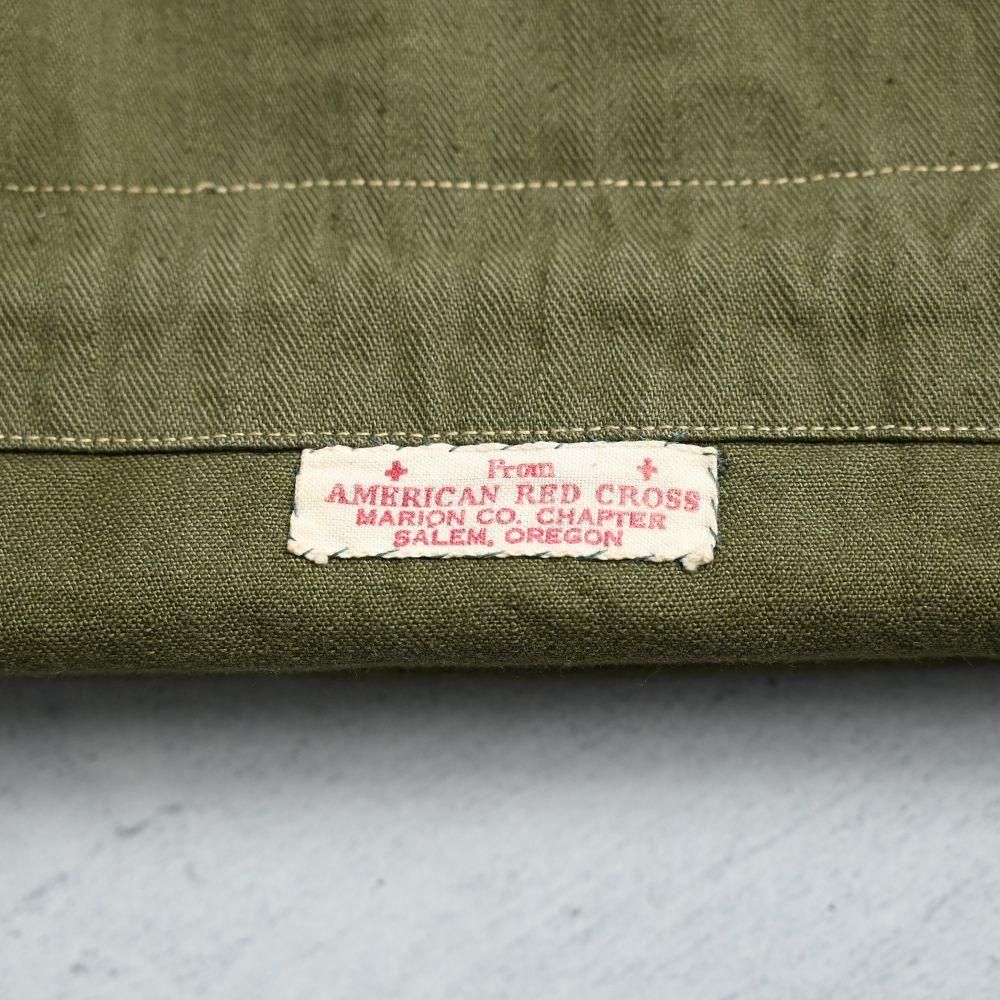 From
AMERICAN RED CROSS
MARION CO. CHAPTER
SALEM, OREGON